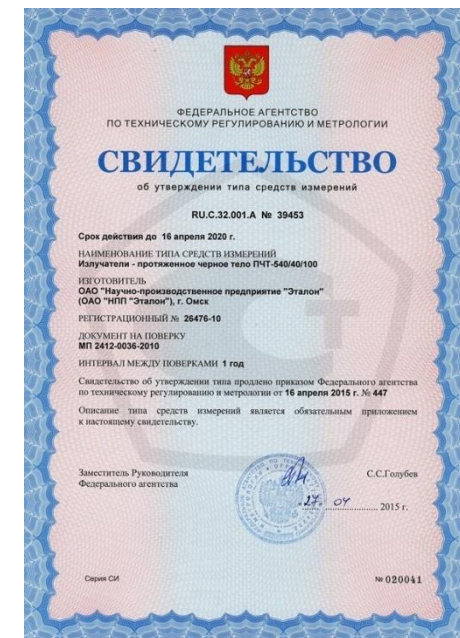 ФЕДЕРАЛЬНОЕ АГЕНТСТВО
ПО ТЕХНИЧЕСКОМУ РЕГУЛИРОВАНИЮ И МЕТРОЛОГИИ
СВИДЕТЕЛЬСТВО
об утверждении типа средств измерений
RU.C.32.001.A № 39453
Срок действия до 16 апреля 2020 г.
НАИМЕНОВАНИЕ ТИПА СРЕДСТВ ИЗМЕРЕНИЙ
Излучатели - протяженное черное тело ПЧТ-540/40/100
ИЗГОТОВИТЕЛЬ
ОАО "Научно-производственное предприятие "Эталон"
(ОАО "НПП "Эталон"), г. Омск
РЕГИСТРАЦИОННЫЙ № 26476-10
ДОКУМЕНТ НА ПОВЕРКУ
МП 2412-0036-2010
ИНТЕРВАЛ МЕЖДУ ПОВЕРКАМИ 1 год
Свидетельство об утверждении типа продлено приказом Федерального агентства
по техническому регулированию и метрологии от 16 апреля 2015 г. № 447
Описание типа средств измерений является обязательным приложением
к настоящему свидетельству.
Заместитель Руководителя
Федерального агентства
С.С.Голубев
27. 04 2015 г.
Серия СИ
№ 020041